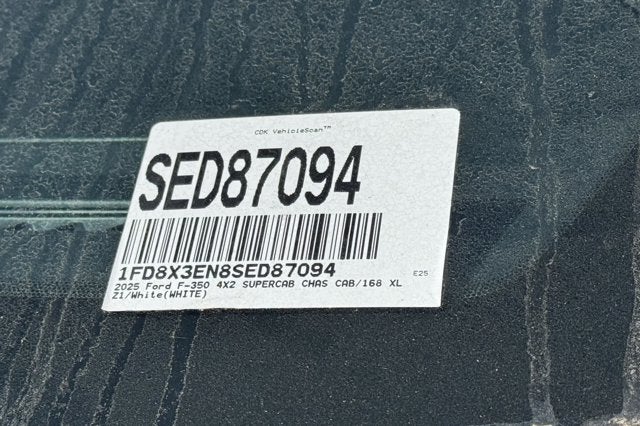 CDK VehicleScan™
SED87094
1FD8X3EN8SED87094
E25
2025 Ford F-350 4X2 SUPERCAB CHAS CAB/168 XL
Z1/White(WHITE)